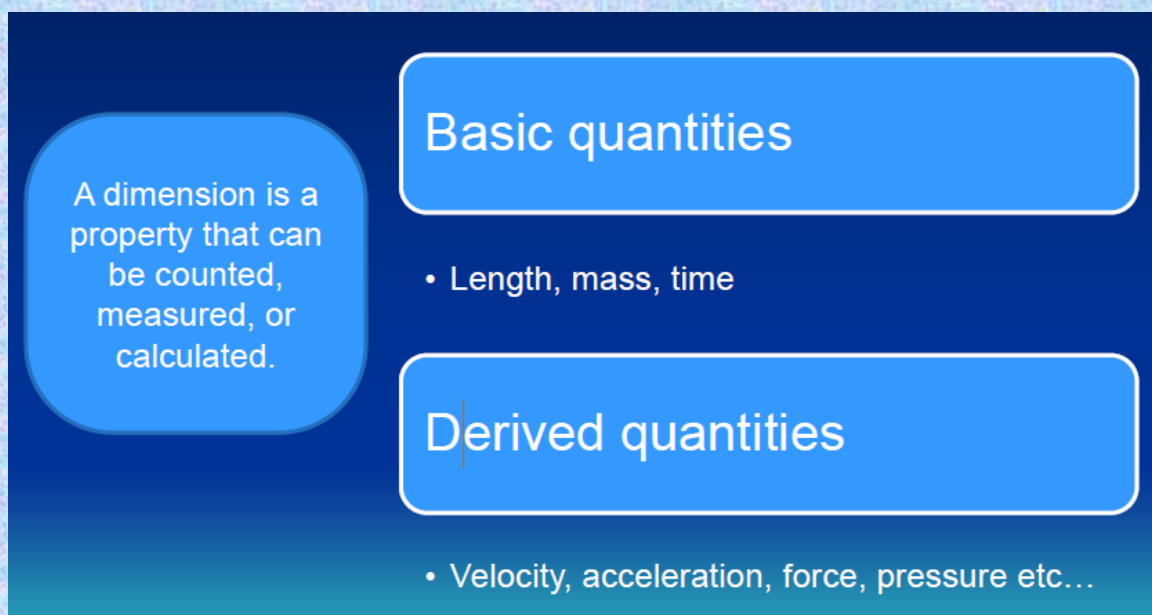 A dimension is a
property that can
be counted,
measured, or
calculated.
Basic quantities
• Length, mass, time
Derived quantities
• Velocity, acceleration, force, pressure etc…